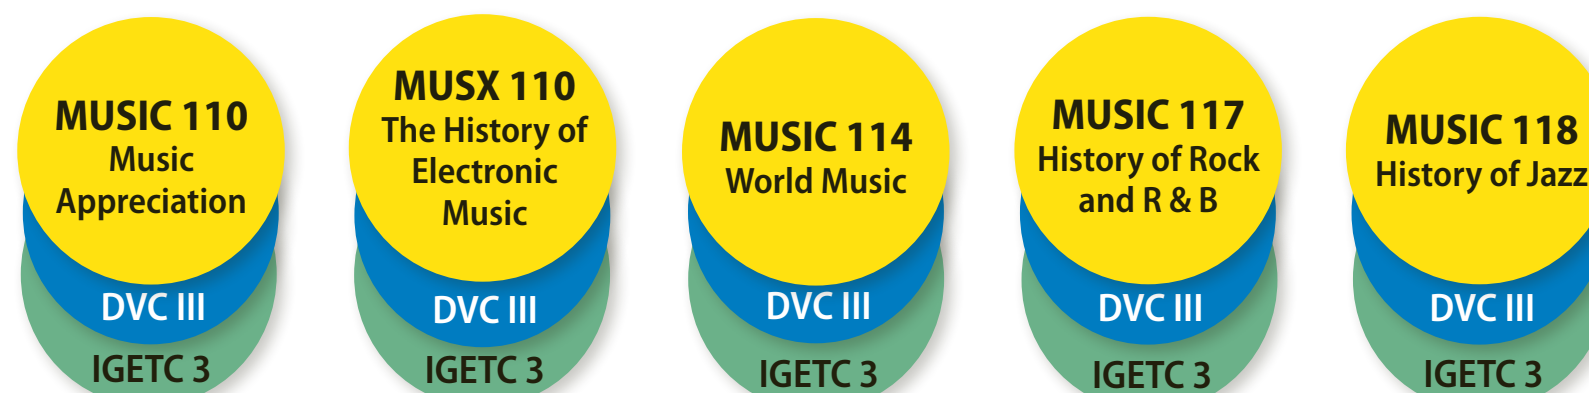 MUSIC 110
Music
Appreciation
DVC III
IGETC 3
MUSX 110
The History of
Electronic
Music
DVC III
IGETC 3
MUSIC 114
World Music
DVC III
IGETC 3
MUSIC 117
History of Rock
and R & B
DVC III
IGETC 3
MUSIC 118
History of Jazz
DVC III
IGETC 3